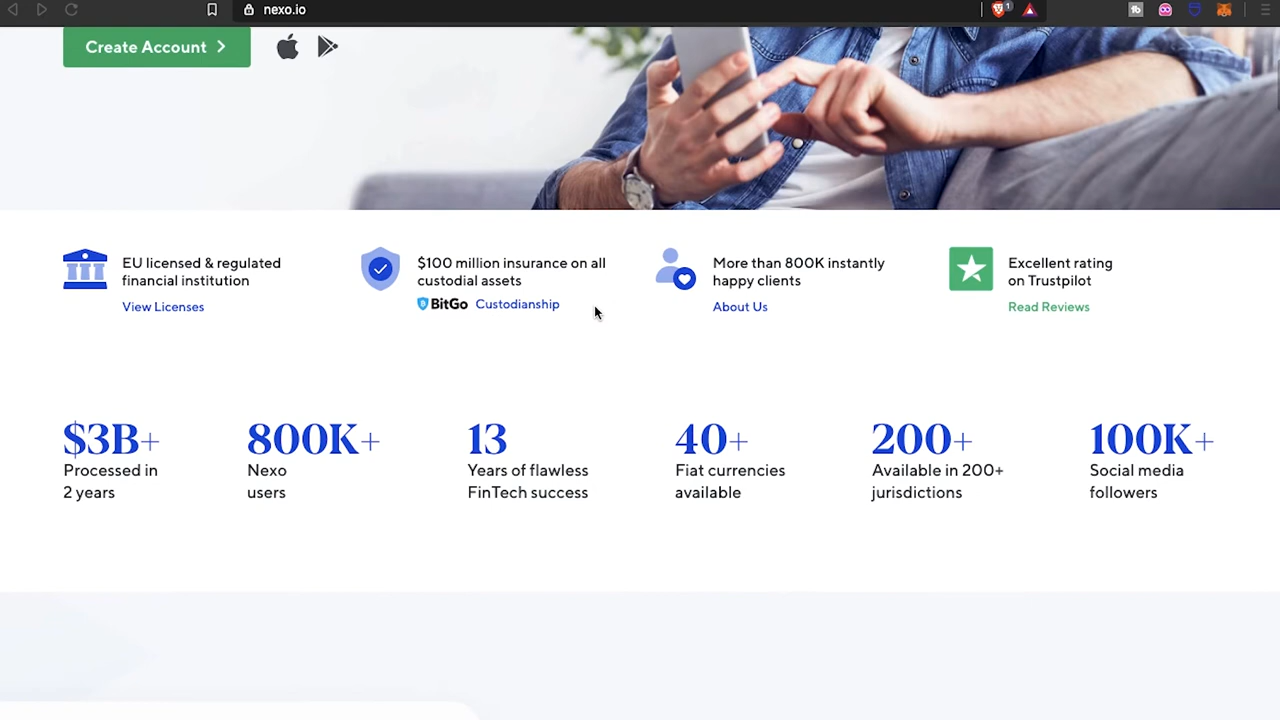 nexo.io
1
Create Account
EU licensed & regulated
financial institution
View Licenses
$100 million insurance on all
custodial assets
BitGo Custodianship
More than 800K instantly
happy clients
About Us
Excellent rating
on Trustpilot
Read Reviews
$3B+
Processed in
2 years
800K+
Nexo
users
13
Years of flawless
FinTech success
40+
Fiat currencies
available
200+
Available in 200+
jurisdictions
100K+
Social media
followers